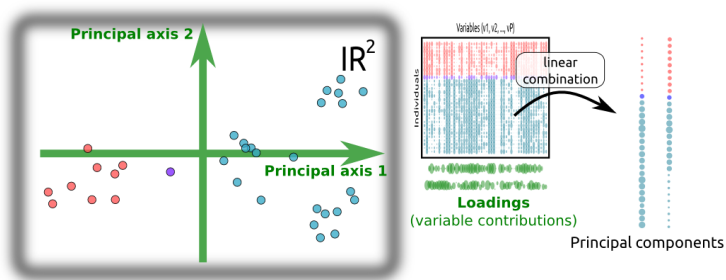 Principal axis 2
IR2
Principal axis 1
Variables (v1, v2, ..., vP)
Individuals
linear
combination
Loadings
(variable contributions)
Principal components